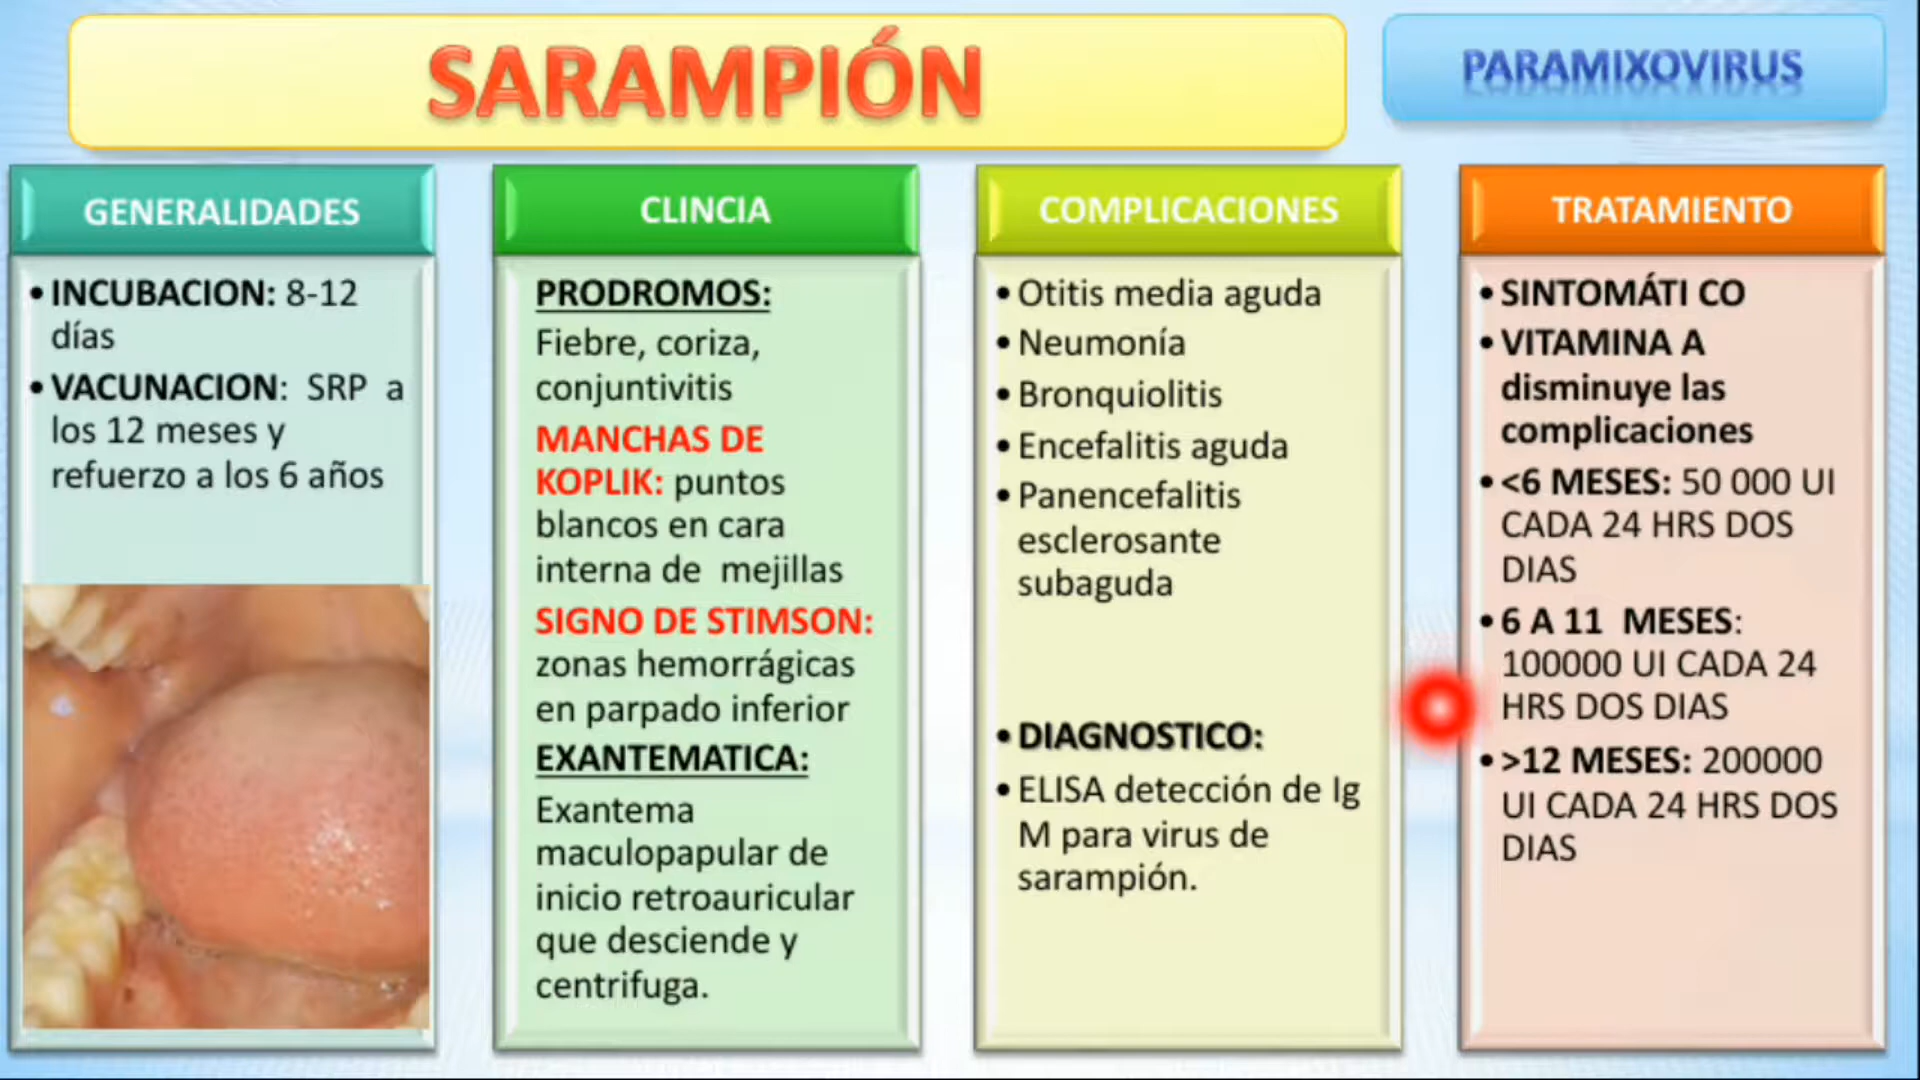 SARAMPIÓN
PARAMIXOVIRUS
GENERALIDADES
• INCUBACION: 8-12
días
• VACUNACION: SRP a
los 12 meses y
refuerzo a los 6 años
CLINCIA
PRODROMOS:
Fiebre, coriza,
conjuntivitis
MANCHAS DE
KOPLIK: puntos
blancos en cara
interna de mejillas
SIGNO DE STIMSON:
zonas hemorrágicas
en parpado inferior
EXANTEMATICA:
Exantema
maculopapular de
inicio retroauricular
que desciende y
centrifuga.
COMPLICACIONES
• Otitis media aguda
• Neumonía
• Bronquiolitis
• Encefalitis aguda
• Panencefalitis
esclerosante
subaguda
• DIAGNOSTICO:
• ELISA detección de Ig
M para virus de
sarampión.
TRATAMIENTO
• SINTOMÁTI CO
• VITAMINA A
disminuye las
complicaciones
• <6 MESES: 50 000 UI
CADA 24 HRS DOS
DIAS
• 6 A 11 MESES:
100000 UI CADA 24
HRS DOS DIAS
• >12 MESES: 200000
UI CADA 24 HRS DOS
DIAS